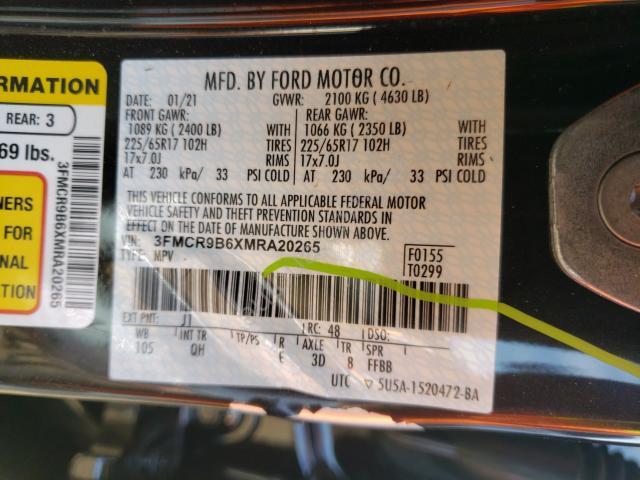 ORMATION
REAR: 3
69 lbs.
NERS
FOR
NAL
TION
3FMCR9B6XMRA20265
MFD. BY FORD MOTOR CO.
DATE: 01/21 GVWR: 2100 KG ( 4630 LB)
FRONT GAWR: REAR GAWR:
1089 KG ( 2400 LB) WITH 1066 KG ( 2350 LB) WITH
225/65R17 102H TIRES 225/65R17 102H TIRES
17x7.0J RIMS 17x7.0J RIMS
AT 230 kPa/ 33 PSI COLD AT 230 kPa/ 33 PSI COLD
THIS VEHICLE CONFORMS TO ALL APPLICABLE FEDERAL MOTOR
VEHICLE SAFETY AND THEFT PREVENTION STANDARDS IN
EFFECT ON THE DATE OF MANUFACTURE SHOWN ABOVE.
VIN: 3FMCR9B6XMRA20265
TYPE: MPV
F0155
T0299
EXT PNT: J1 RC: 48 DSO:
WB INT TR TP/PS R AXLE TR SPR
105 QH E 3D 8 FFBB
UTC 5U5A-1520472-BA